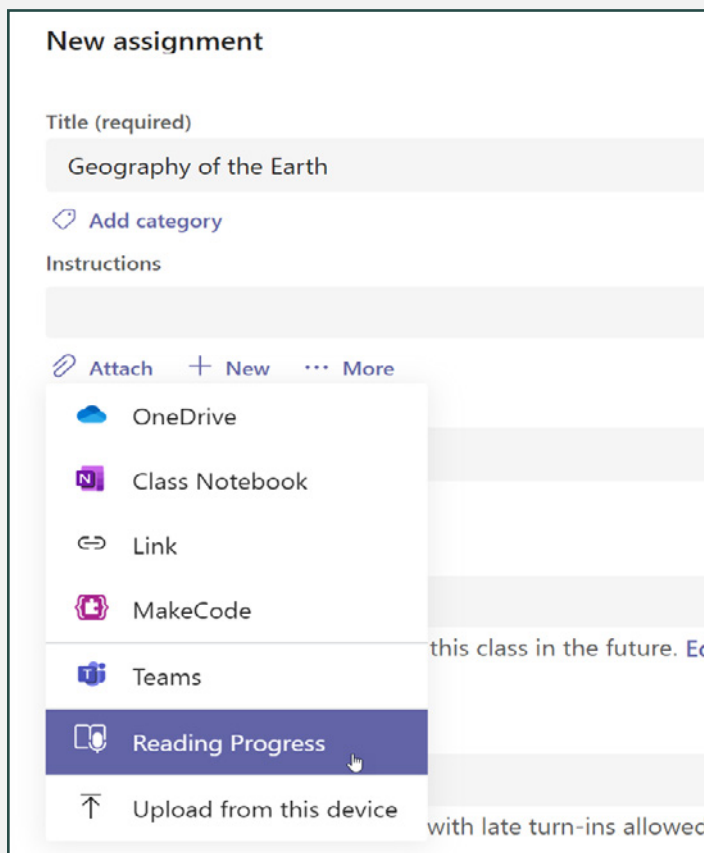 New assignment
Title (required)
Geography of the Earth
Add category
Instructions
Attach New ... More
OneDrive
Class Notebook
Link
MakeCode
this class in the future.
Teams
Reading Progress
Upload from this device
with late turn-ins allowed